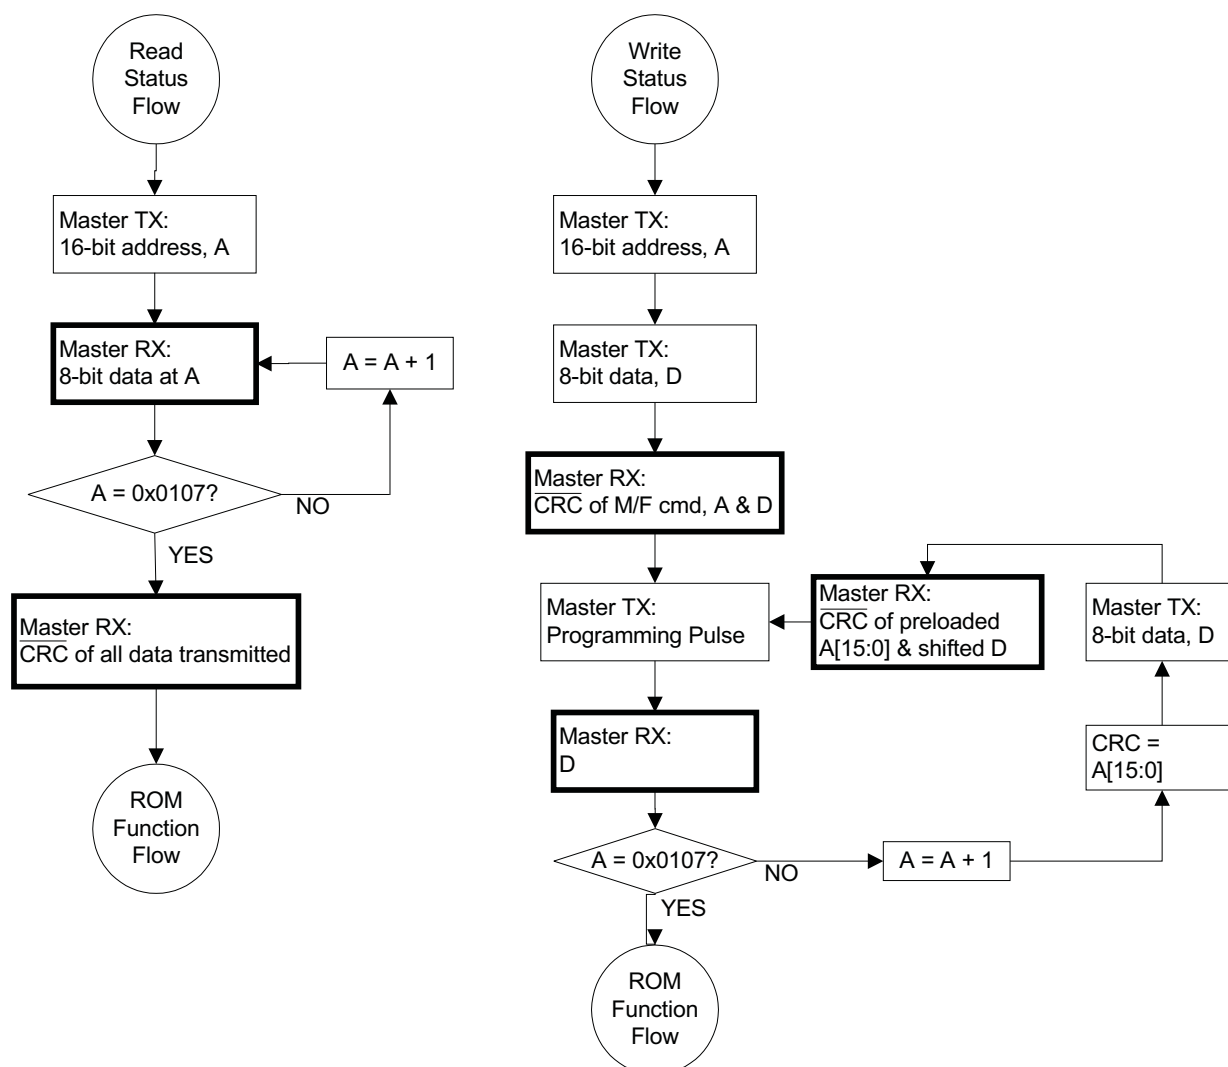 Read
Status
Flow
Master TX:
16-bit address, A
Master RX:
8-bit data at A
A = A + 1
A = 0x0107?
NO
YES
Master RX:
CRC of all data transmitted
ROM
Function
Flow
Write
Status
Flow
Master TX:
16-bit address, A
Master TX:
8-bit data, D
Master RX:
CRC of M/F cmd, A & D
Master TX:
Programming Pulse
Master RX:
CRC of preloaded
A[15:0] & shifted D
Master TX:
8-bit data, D
Master RX:
D
CRC =
A[15:0]
A = 0x0107?
NO
A = A + 1
YES
ROM
Function
Flow